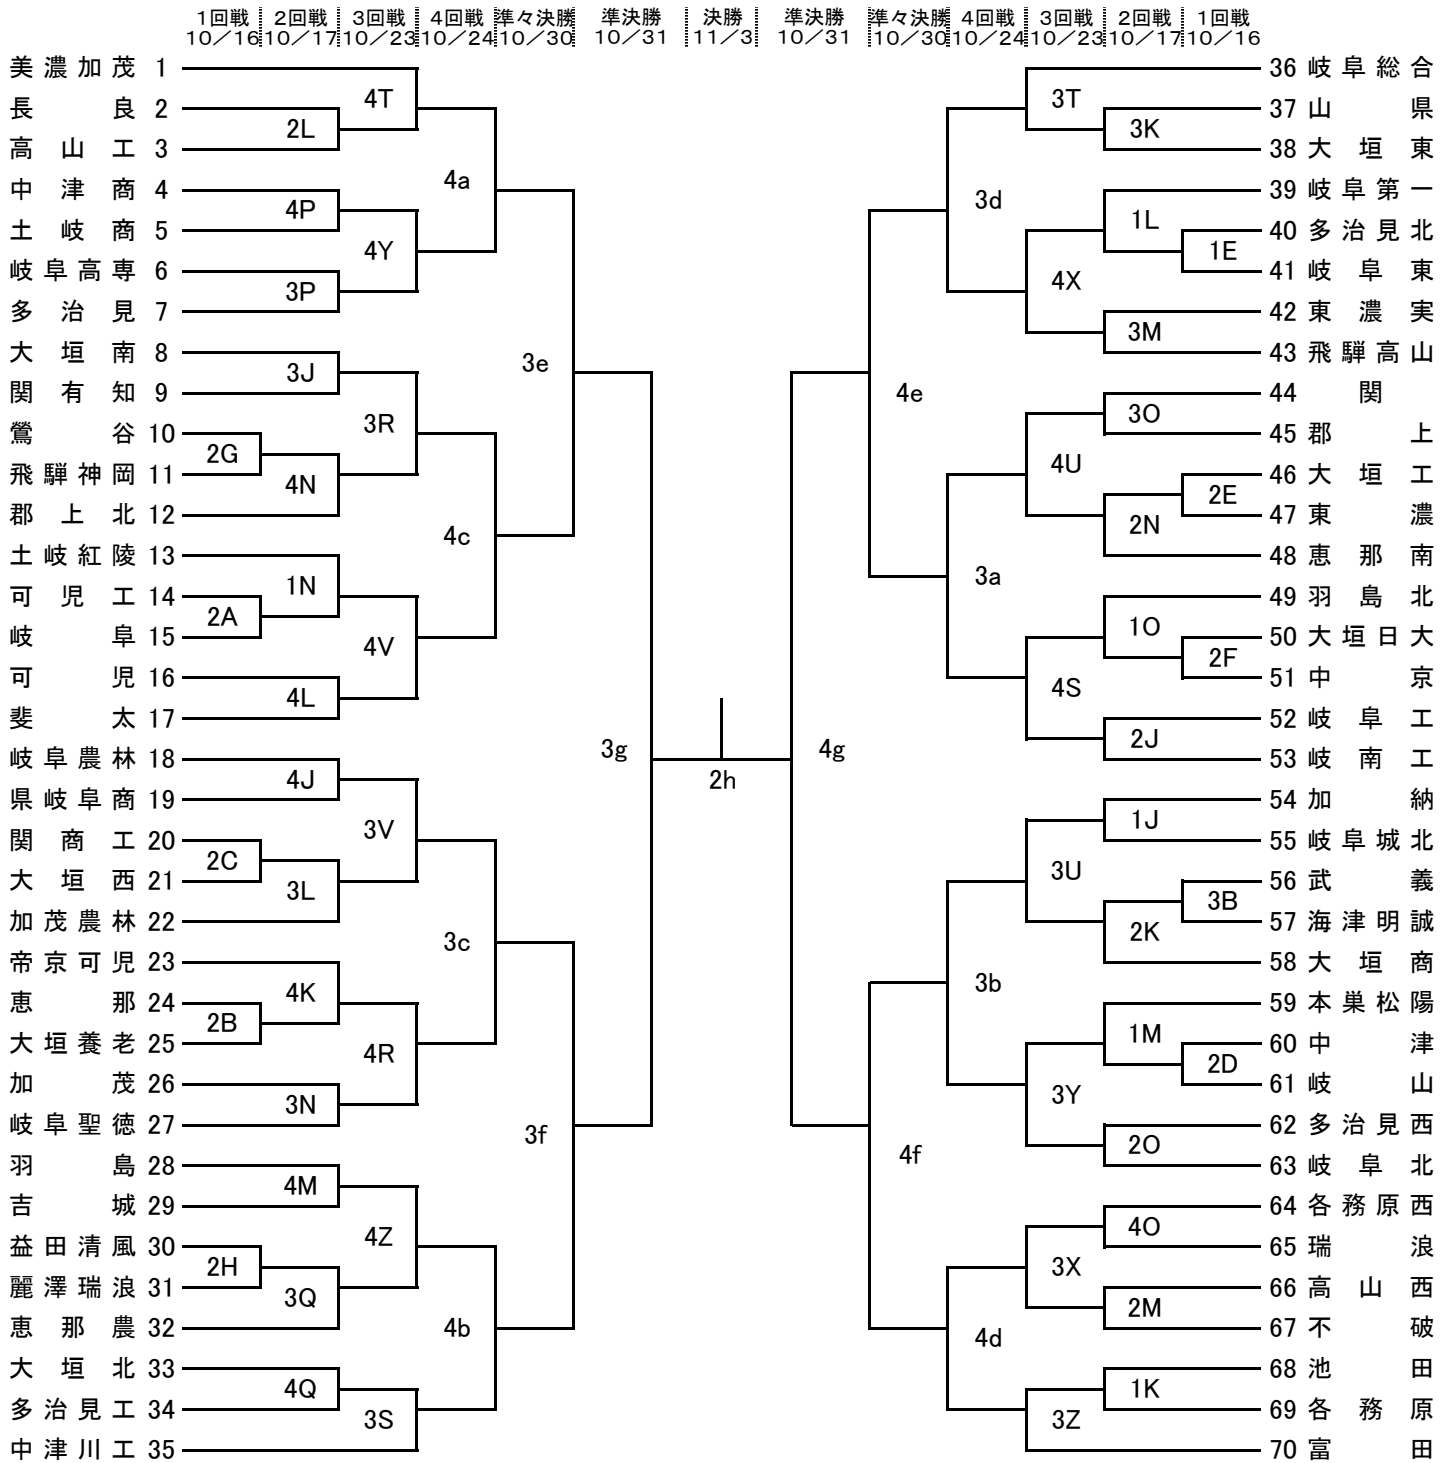 1回戦 2回戦 3回戦 4回戦 準々決勝 準決勝 決勝 準決勝 準々決勝 4回戦 3回戦 2回戦 1回戦
10／16 10／17 10／23 10／24 10／30 10／31 11／3 10／31 10／30 10／24 10／23 10／17 10／16
美濃加茂 1 36 岐阜総合
4T 3T
長良 2 37 山県
2L 3K
高山工 3 38 大垣東
4a
中津商 4 39 岐阜第一
4P 3d 1L
土岐商 5 40 多治見北
4Y 1E
岐阜高専 6 41 岐阜東
3P 4X
多治見 7 42 東濃実
3M
大垣南 8 43 飛騨高山
3J 3e
関有知 9 44 関
4e 3O
3R
鶯谷 10 45 郡上
2G 4U
飛騨神岡 11 46 大垣工
4N 2E
郡上北 12 47 東濃
4c 2N
土岐紅陵 13 48 恵那南
1N 3a
可児工 14 49 羽島北
2A 1O
岐阜 15 50 大垣日大
4V 2F
可児 16 51 中京
4L 4S
斐太 17 52 岐阜工
3g 4g 2J
岐阜農林 18 53 岐南工
4J 2h
県岐阜商 19 54 加納
3V 1J
関商工 20 55 岐阜城北
2C 3U
大垣西 21 56 武義
3L 3B
加茂農林 22 57 海津明誠
3c 2K
帝京可児 23 58 大垣商
4K 3b
恵那 24 59 本巣松陽
2B 1M
大垣養老 25 60 中津
4R 2D
加茂 26 61 岐山
3N 3Y
岐阜聖徳 27 62 多治見西
3f 4f 2O
羽島 28 63 岐阜北
4M
吉城 29 64 各務原西
4Z 4O
益田清風 30 65 瑞浪
2H 3X
麗澤瑞浪 31 66 高山西
3Q 2M
恵那農 32 67 不破
4b 4d
大垣北 33 68 池田
4Q 1K
多治見工 34 69 各務原
3S 3Z
中津川工 35 70 富田